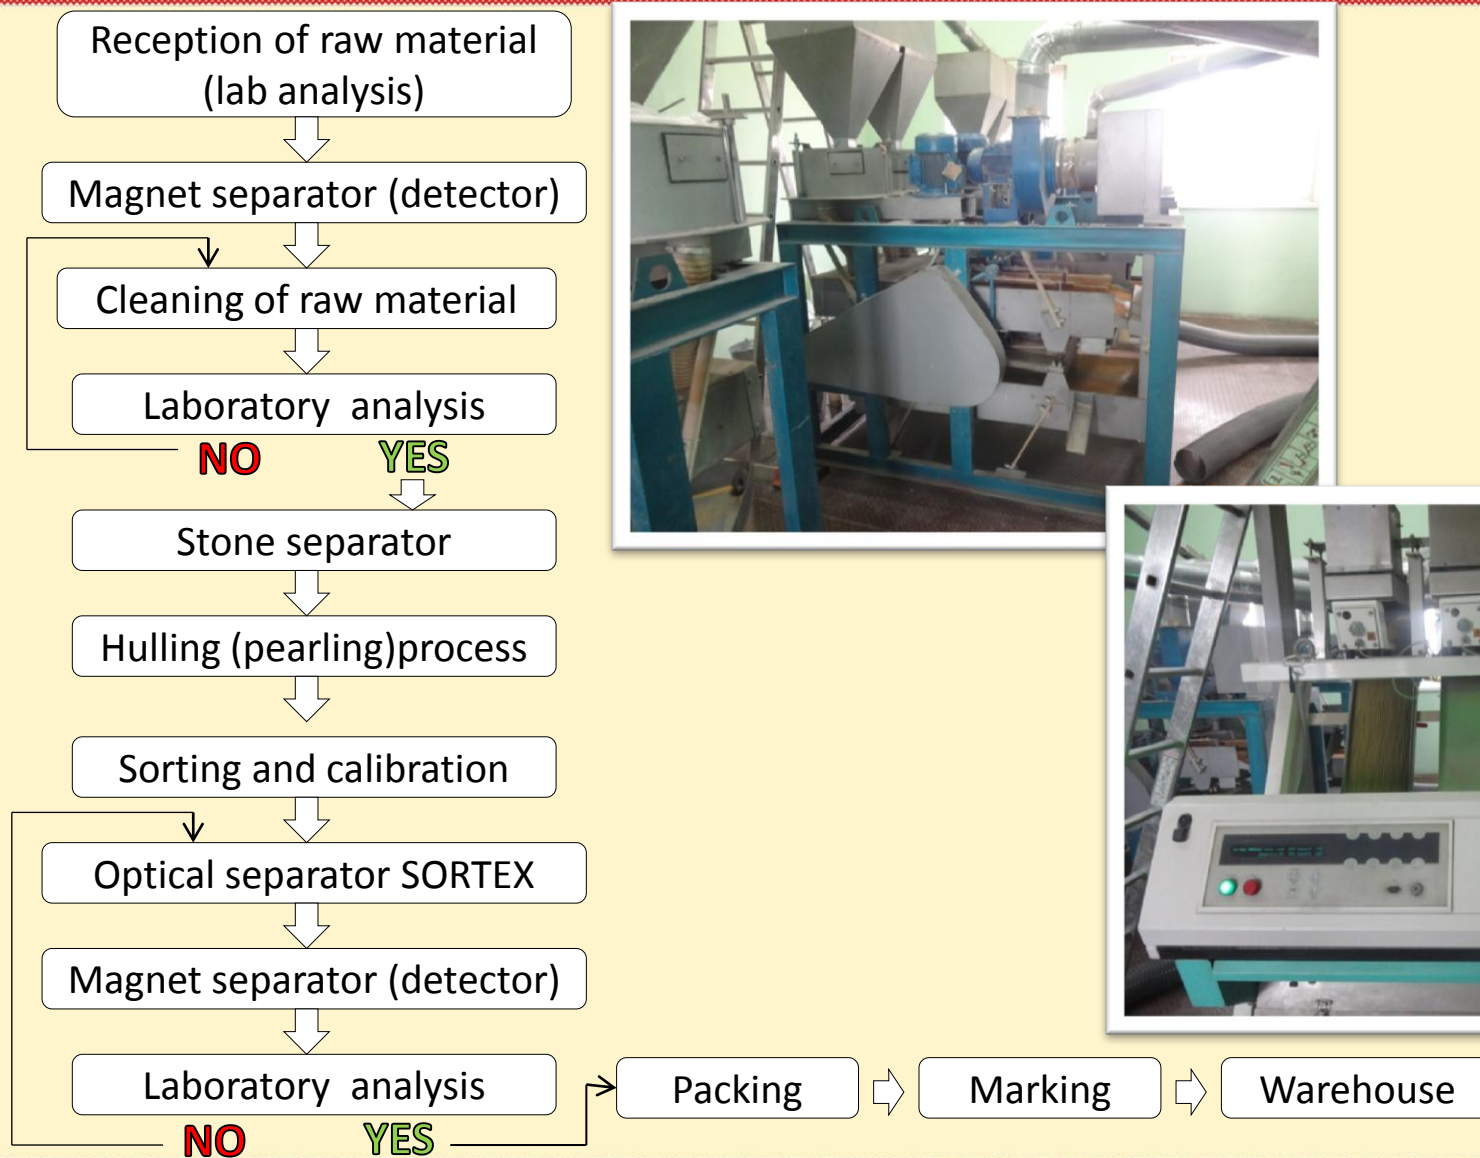 Reception of raw material
(lab analysis)
Magnet separator (detector)
Cleaning of raw material
Laboratory  analysis
NO
YES
Stone separator
Hulling (pearling)process
Sorting and calibration
Optical separator SORTEX
Magnet separator (detector)
Laboratory  analysis
NO
YES
Packing
Marking
Warehouse